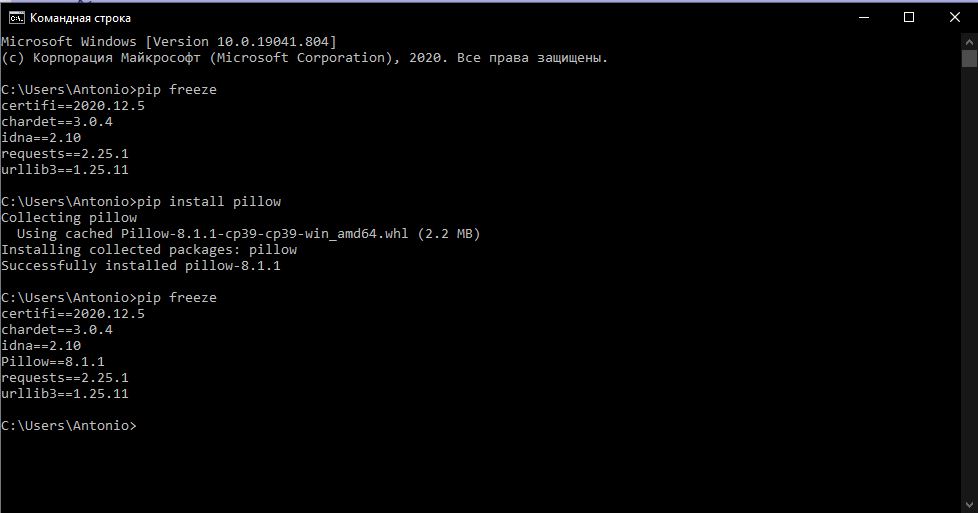 Командная строка
Microsoft Windows [Version 10.0.19041.804]
(c) Корпорация Майкрософт (Microsoft Corporation), 2020. Все права защищены.
C:\Users\Antonio>pip freeze
certifi==2020.12.5
chardet==3.0.4
idna==2.10
requests==2.25.1
urllib3==1.25.11
C:\Users\Antonio>pip install pillow
Collecting pillow
  Using cached Pillow-8.1.1-cp39-cp39-win_amd64.whl (2.2 MB)
Installing collected packages: pillow
Successfully installed pillow-8.1.1
C:\Users\Antonio>pip freeze
certifi==2020.12.5
chardet==3.0.4
idna==2.10
Pillow==8.1.1
requests==2.25.1
urllib3==1.25.11
C:\Users\Antonio>